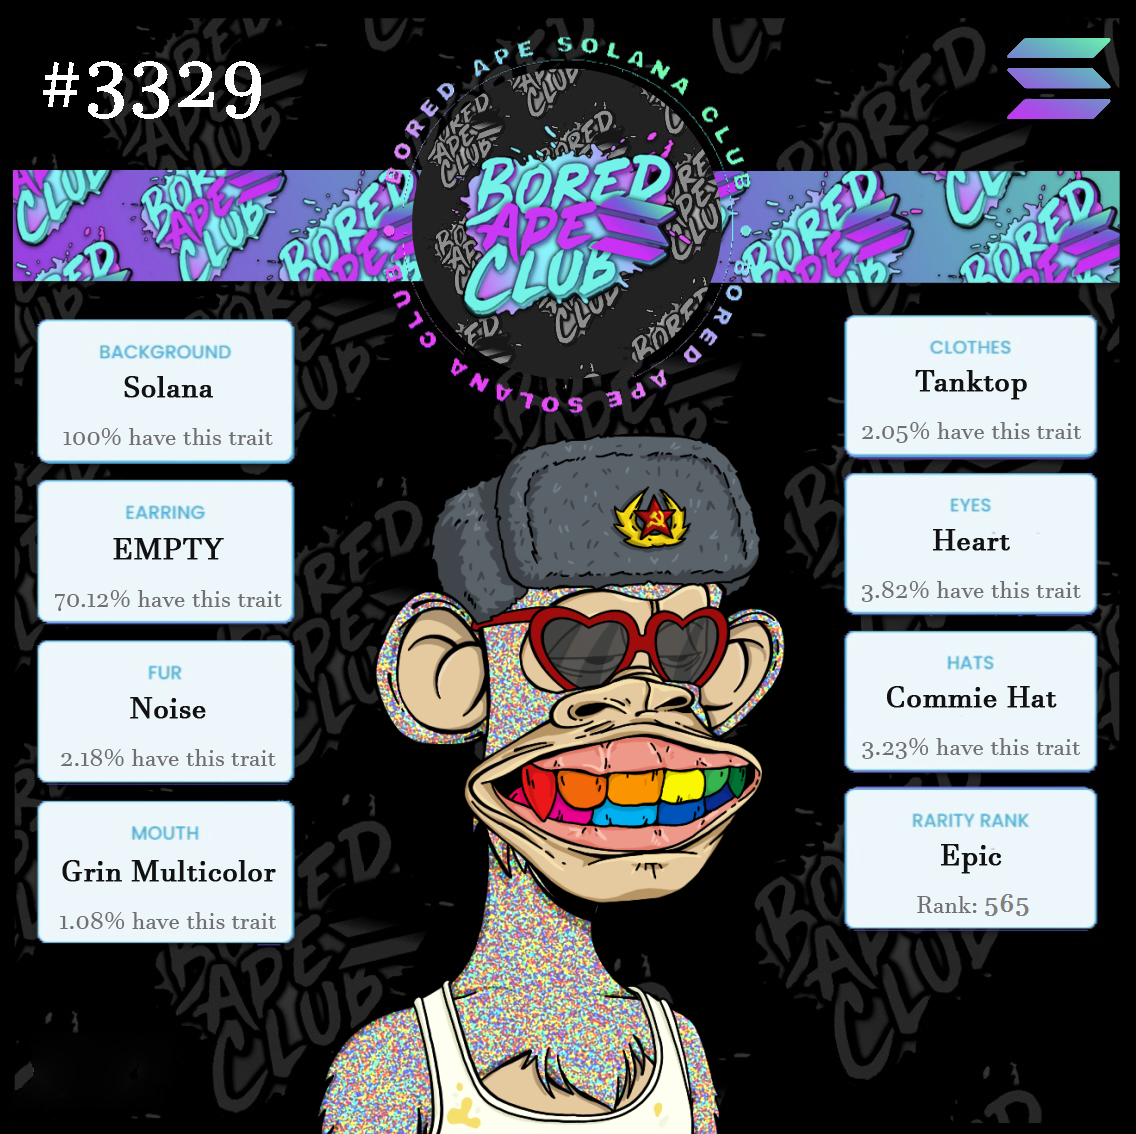 #3329
BORED APE SOLANA CLUB
BORED
APE
CLUB
BORED APE SOLANA CLUB
BACKGROUND
Solana
100% have this trait
EARRING
EMPTY
70.12% have this trait
FUR
Noise
2.18% have this trait
MOUTH
Grin Multicolor
1.08% have this trait
CLOTHES
Tanktop
2.05% have this trait
EYES
Heart
3.82% have this trait
HATS
Commie Hat
3.23% have this trait
RARITY RANK
Epic
Rank: 565